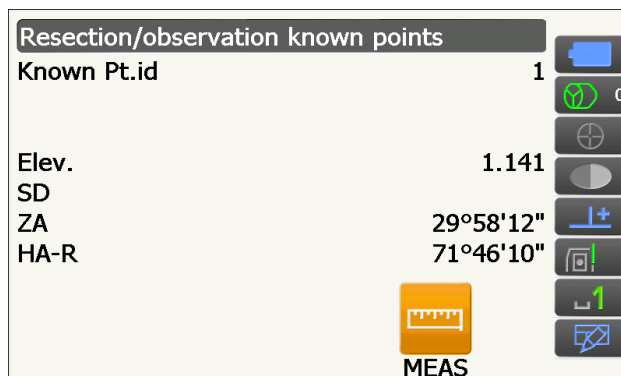 Resection/observation known points
Known Pt.id 1
Elev. 1.141
SD
ZA 29°58'12"
HA-R 71°46'10"
1
MEAS